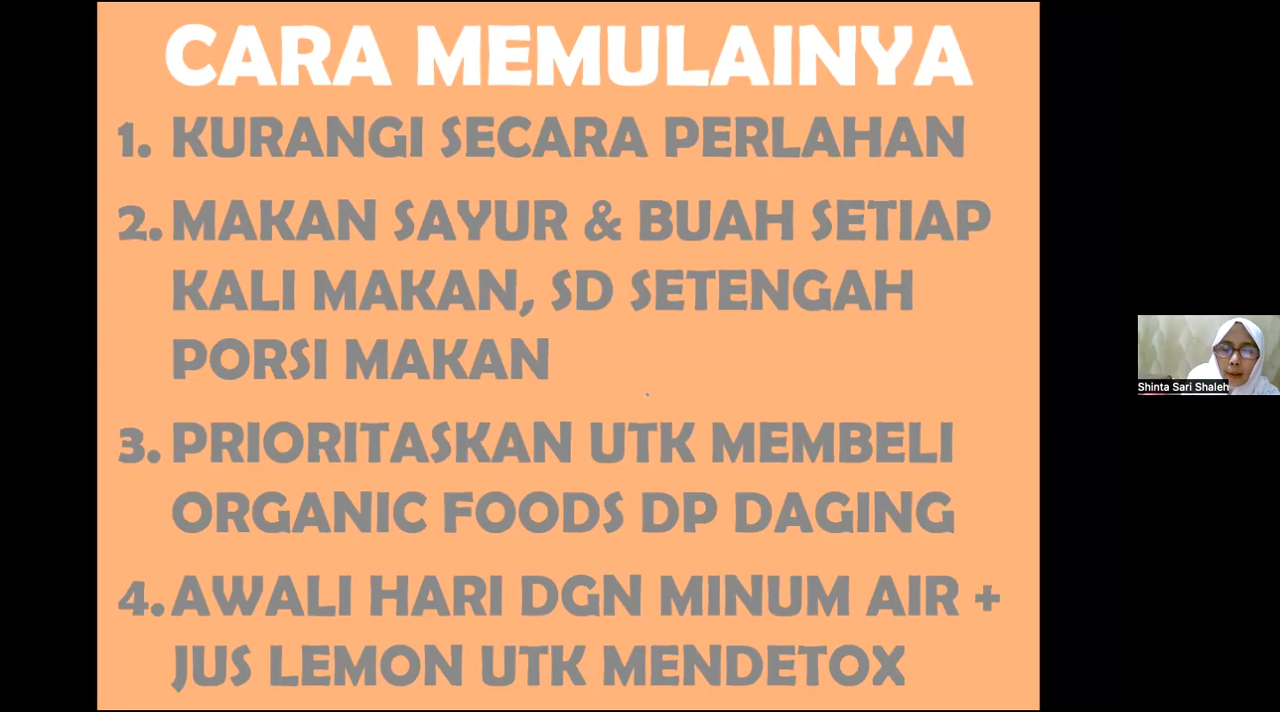 CARA MEMULAINYA
1. KURANGI SECARA PERLAHAN
2. MAKAN SAYUR & BUAH SETIAP
KALI MAKAN, SD SETENGAH
PORSI MAKAN
3. PRIORITASKAN UTK MEMBELI
ORGANIC FOODS DP DAGING
4. AWALI HARI DGN MINUM AIR +
JUS LEMON UTK MENDETOX
Shinta Sari Shaleh